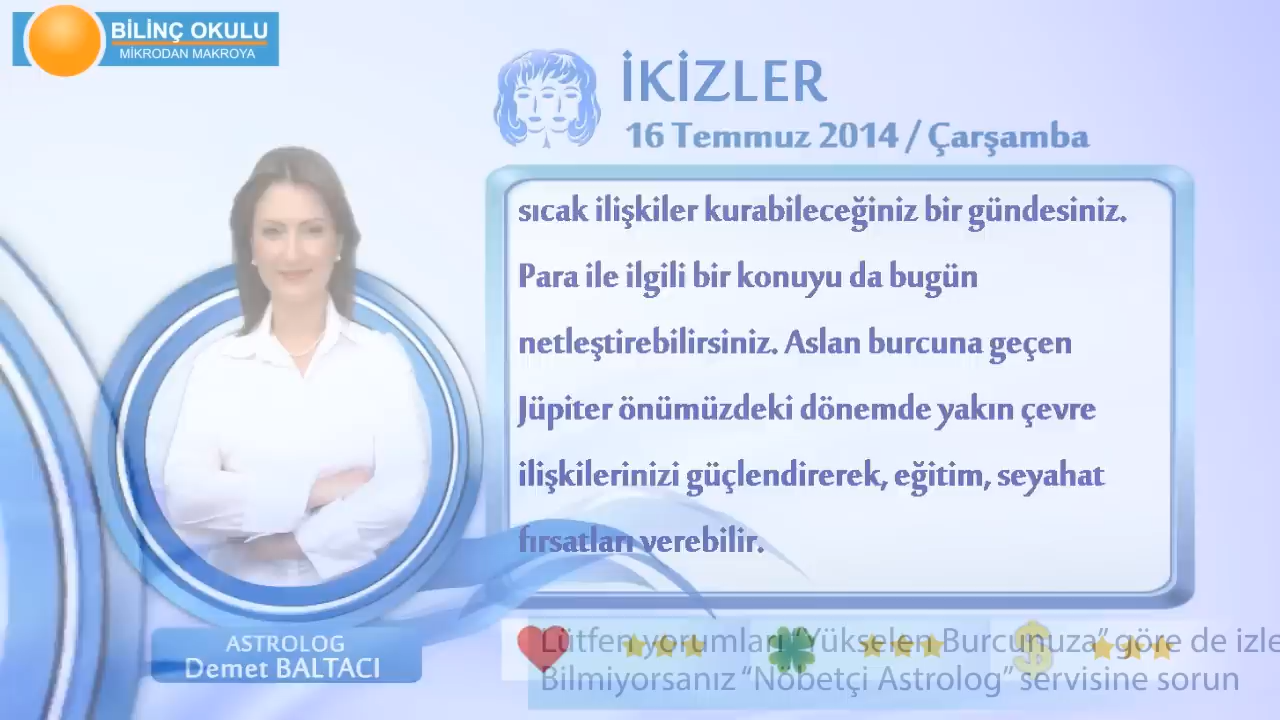 BİLİNÇ OKULU
MİKRODAN MAKROYA
İKİZLER
16 Temmuz 2014 / Çarşamba
sıcak ilişkiler kurabileceğiniz bir gündesiniz.
Para ile ilgili bir konuyu da bugün
netleştirebilirsiniz. Aslan burcuna geçen
Jüpiter önümüzdeki dönemde yakın çevre
ilişkilerinizi güçlendirerek, eğitim, seyahat
fırsatları verebilir.
ASTROLOG
Demet BALTACI
Lütfen yorumları "Yükselen Burcunuza" göre de izle
Bilmiyorsanız "Nöbetçi Astrolog" servisine sorun